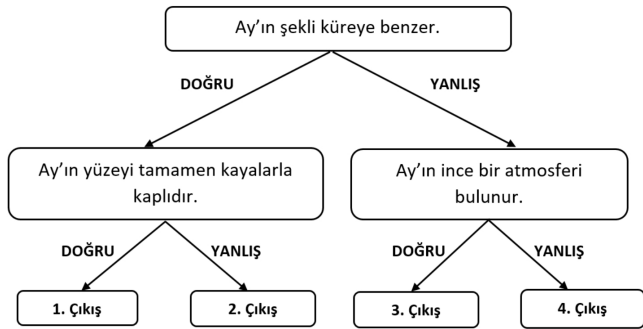 Ay'ın şekli küreye benzer.
DOĞRU
YANLIŞ
Ay'ın yüzeyi tamamen kayalarla
kaplıdır.
Ay'ın ince bir atmosferi
bulunur.
DOĞRU
YANLIŞ
DOĞRU
YANLIŞ
1. Çıkış
2. Çıkış
3. Çıkış
4. Çıkış